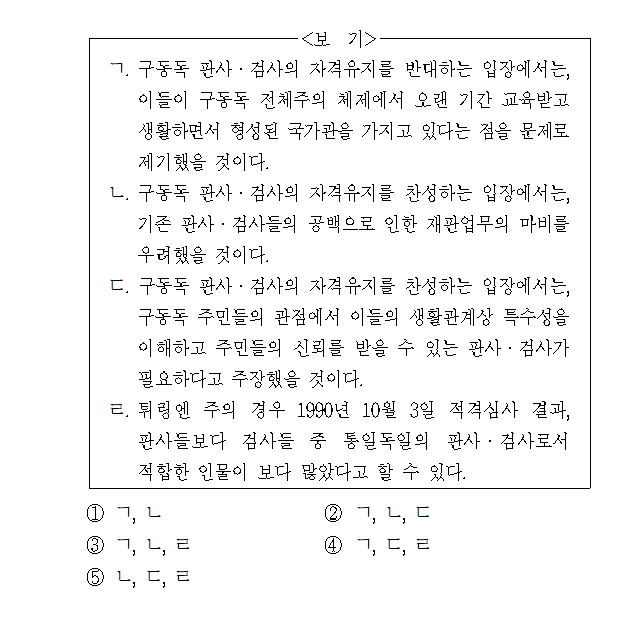 <보 기>
ㄱ. 구동독 판사·검사의 자격유지를 반대하는 입장에서는,
이들이 구동독 전체주의 체제에서 오랜 기간 교육받고
생활하면서 형성된 국가관을 가지고 있다는 점을 문제로
제기했을 것이다.
ㄴ. 구동독 판사·검사의 자격유지를 찬성하는 입장에서는,
기존 판사·검사들의 공백으로 인한 재판업무의 마비를
우려했을 것이다.
ㄷ. 구동독 판사·검사의 자격유지를 찬성하는 입장에서는,
구동독 주민들의 관점에서 이들의 생활관계상 특수성을
이해하고 주민들의 신뢰를 받을 수 있는 판사·검사가
필요하다고 주장했을 것이다.
ㄹ. 튀링엔 주의 경우 1990년 10월 3일 적격심사 결과,
판사들보다 검사들 중 통일독일의 판사·검사로서
적합한 인물이 보다 많았다고 할 수 있다.
① ㄱ, ㄴ ② ㄱ, ㄴ, ㄷ
③ ㄱ, ㄴ, ㄹ ④ ㄱ, ㄷ, ㄹ
⑤ ㄴ, ㄷ, ㄹ